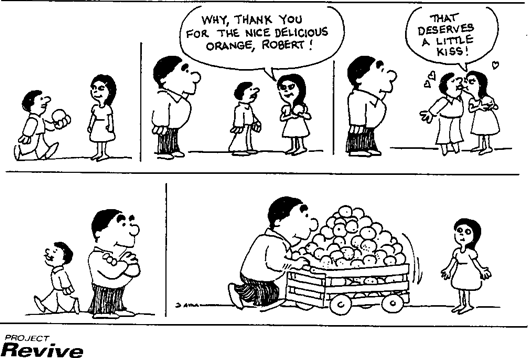 WHY, THANK YOU
FOR THE NICE DELICIOUS
ORANGE, ROBERT!
THAT
DESERVES
A LITTLE
KISS!
PROJECT
Revive